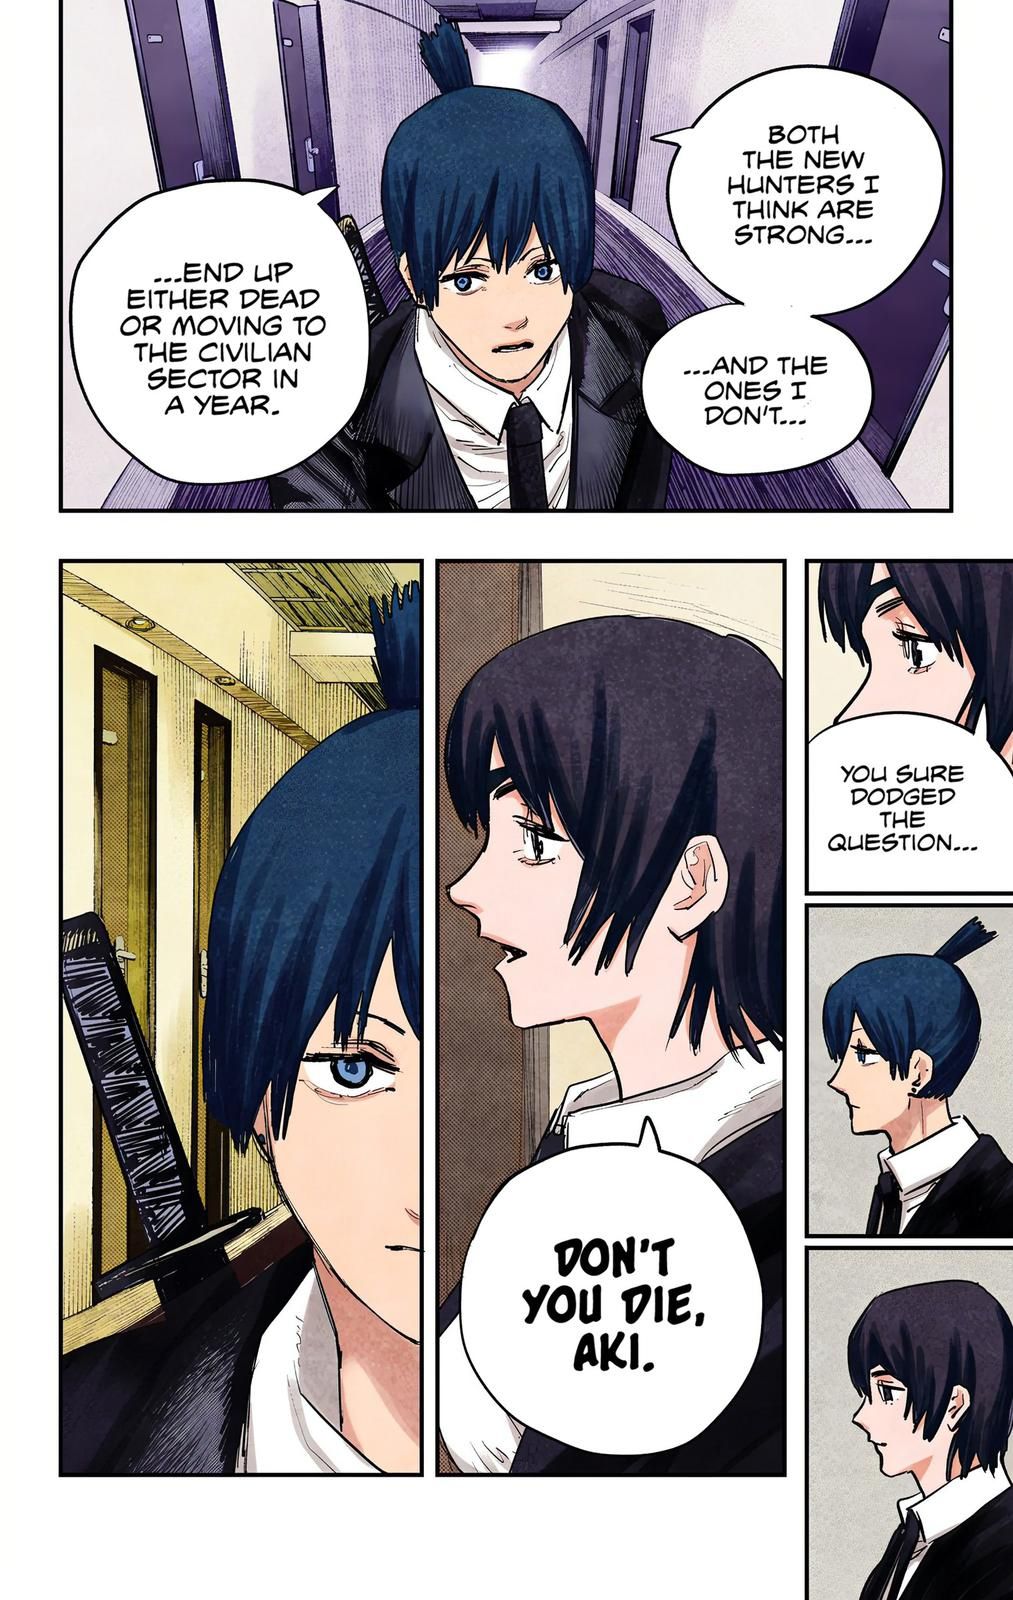 BOTH
THE NEW
HUNTERS I
THINK ARE
STRONG...
...AND THE
ONES I
DON'T...
...END UP
EITHER DEAD
OR MOVING TO
THE CIVILIAN
SECTOR IN
A YEAR.
YOU SURE
DODGED
THE
QUESTION...
DON'T
YOU DIE,
AKI.